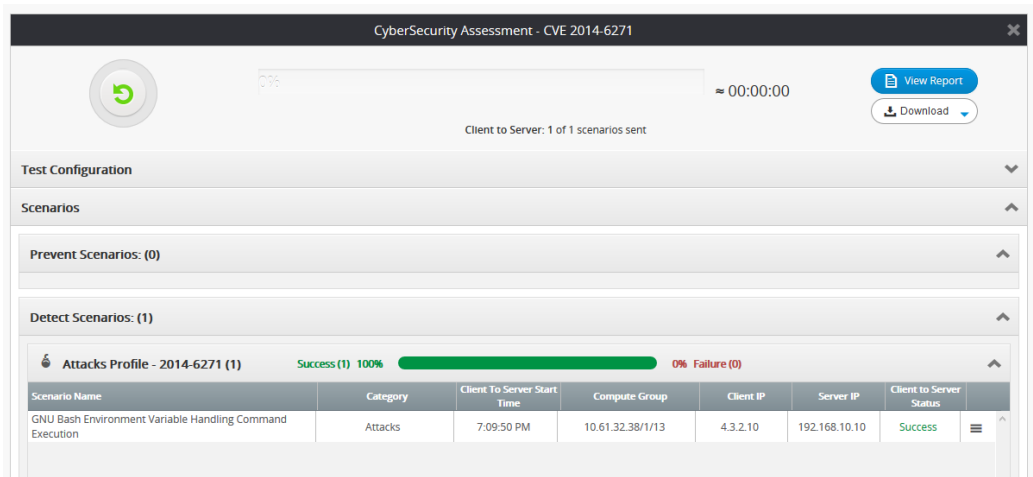 CyberSecurity Assessment - CVE 2014-6271
0%
≈ 00:00:00
View Report
Download
Client to Server: 1 of 1 scenarios sent
Test Configuration
Scenarios
Prevent Scenarios: (0)
Detect Scenarios: (1)
Attacks Profile - 2014-6271 (1) Success (1) 100% 0% Failure (0)
Scenario Name Category Client To Server Start Time Compute Group Client IP Server IP Client to Server Status
GNU Bash Environment Variable Handling Command
Execution Attacks 7:09:50 PM 10.61.32.38/1/13 4.3.2.10 192.168.10.10 Success